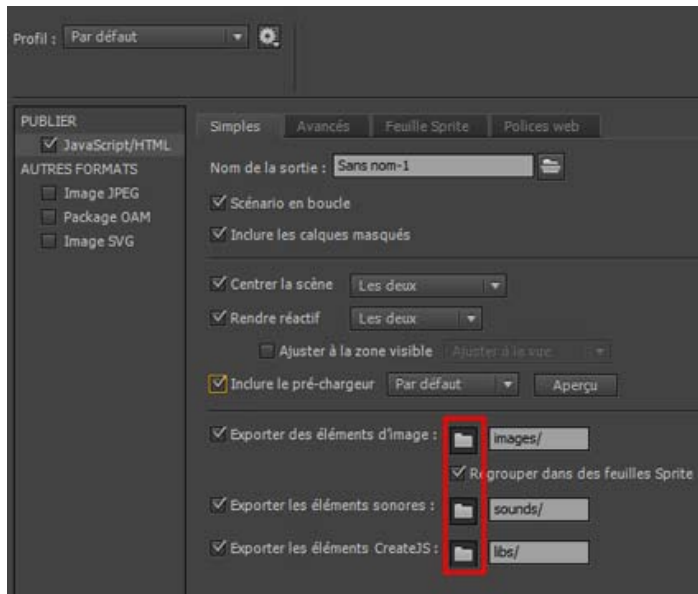 Profil : Par défaut
PUBLIER
JavaScript/HTML
AUTRES FORMATS
Image JPEG
Package OAM
Image SVG
Simples Avancés Feuille Sprite Polices web
Nom de la sortie : Sans nom-1
Scénario en boucle
Inclure les calques masqués
Centrer la scène Les deux
Rendre réactif Les deux
Ajuster à la zone visible Ajuster à la vue
Inclure le pré-chargeur Par défaut Aperçu
Exporter des éléments d'image : images/
Regrouper dans des feuilles Sprite
Exporter les éléments sonores : sounds/
Exporter les éléments CreateJS : libs/